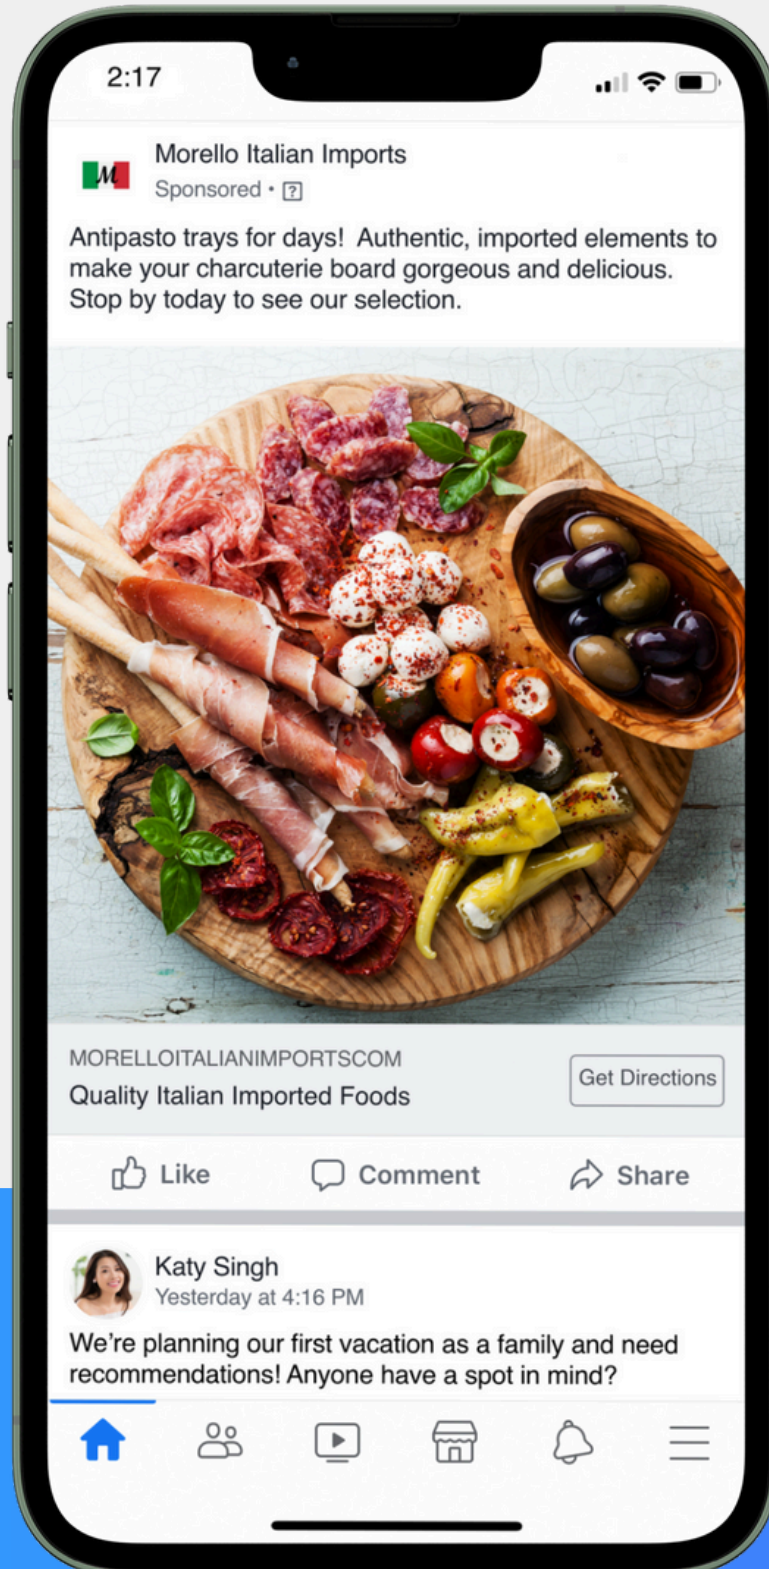 2:17
M
Morello Italian Imports
Sponsored • ?
Antipasto trays for days!  Authentic, imported elements to
make your charcuterie board gorgeous and delicious.
Stop by today to see our selection.
MORELLOITALIANIMPORTSCOM
Quality Italian Imported Foods
Get Directions
Like
Comment
Share
Katy Singh
Yesterday at 4:16 PM
We're planning our first vacation as a family and need
recommendations! Anyone have a spot in mind?